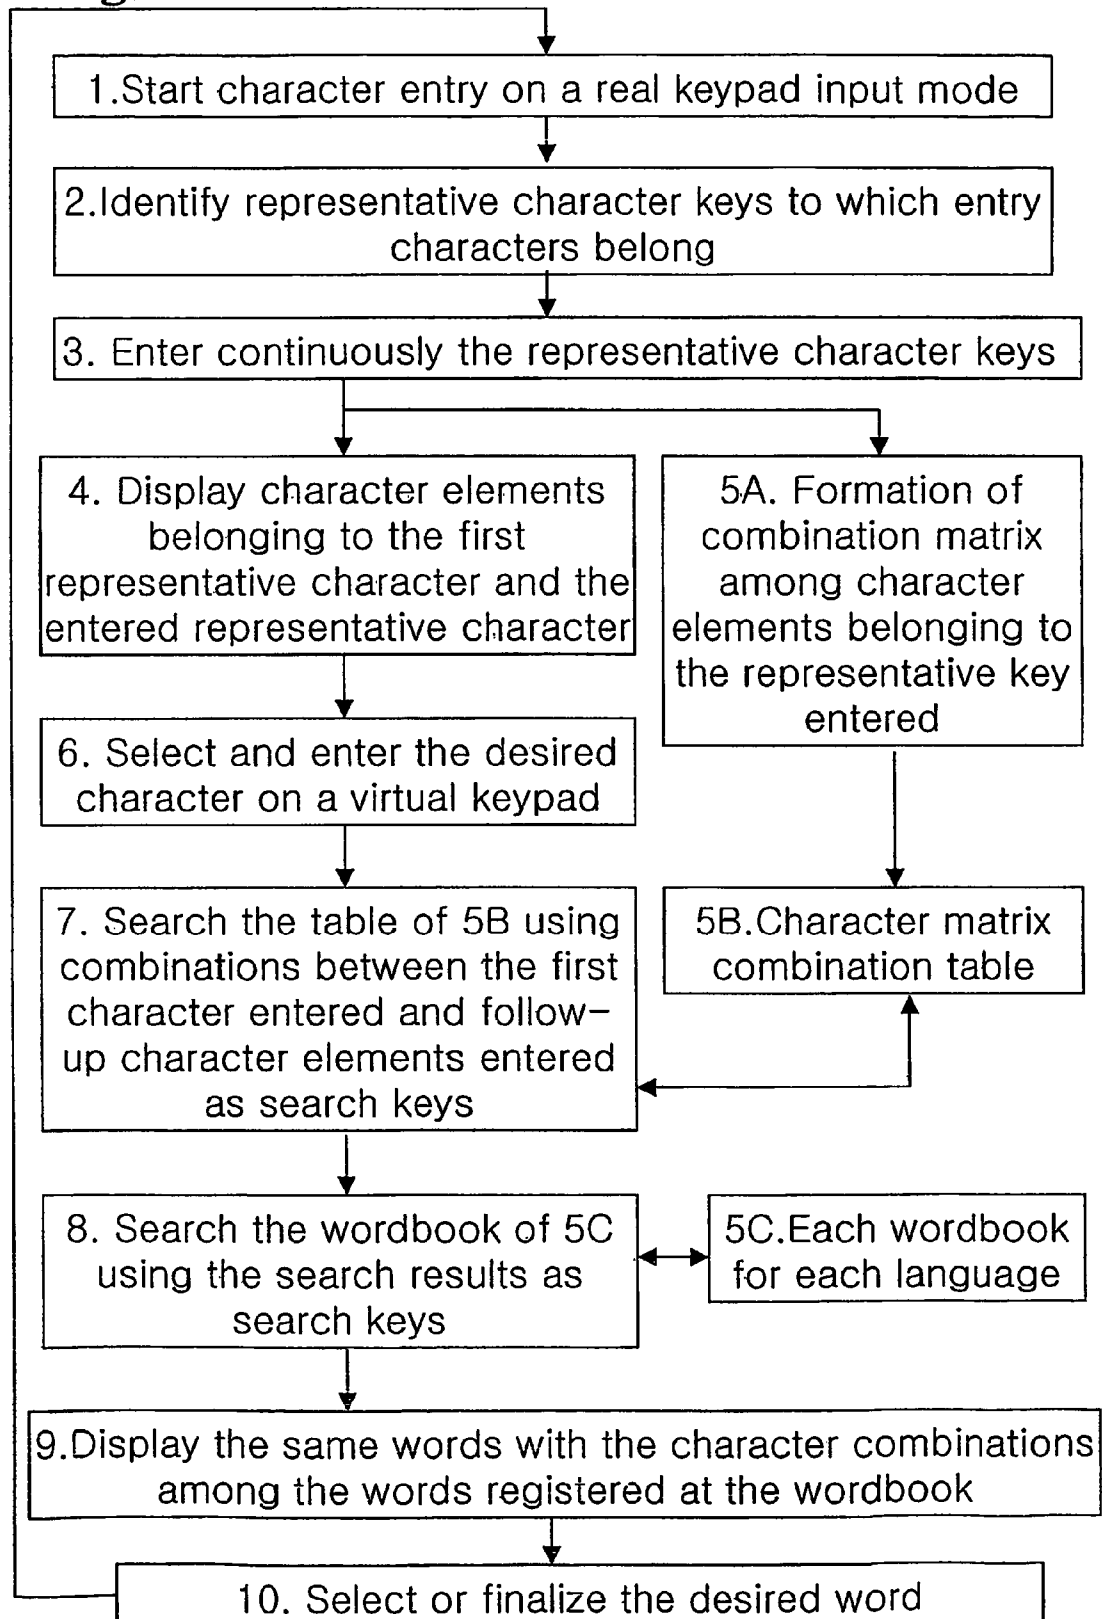 1.Start character entry on a real keypad input mode
2.Identify representative character keys to which entry
characters belong
3. Enter continuously the representative character keys
4. Display character elements
belonging to the first
representative character and the
entered representative character
5A. Formation of
combination matrix
among character
elements belonging to
the representative key
entered
6. Select and enter the desired
character on a virtual keypad
7. Search the table of 5B using
combinations between the first
character entered and follow-
up character elements entered
as search keys
5B.Character matrix
combination table
8. Search the wordbook of 5C
using the search results as
search keys
5C.Each wordbook
for each language
9.Display the same words with the character combinations
among the words registered at the wordbook
10. Select or finalize the desired word